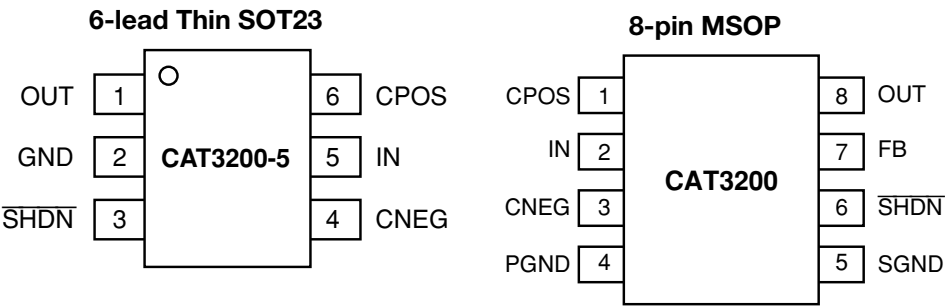 6-lead Thin SOT23
OUT 1 6 CPOS
GND 2 CAT3200-5 5 IN
SHDN 3 4 CNEG
8-pin MSOP
CPOS 1 8 OUT
IN 2 7 FB
CAT3200
CNEG 3 6 SHDN
PGND 4 5 SGND